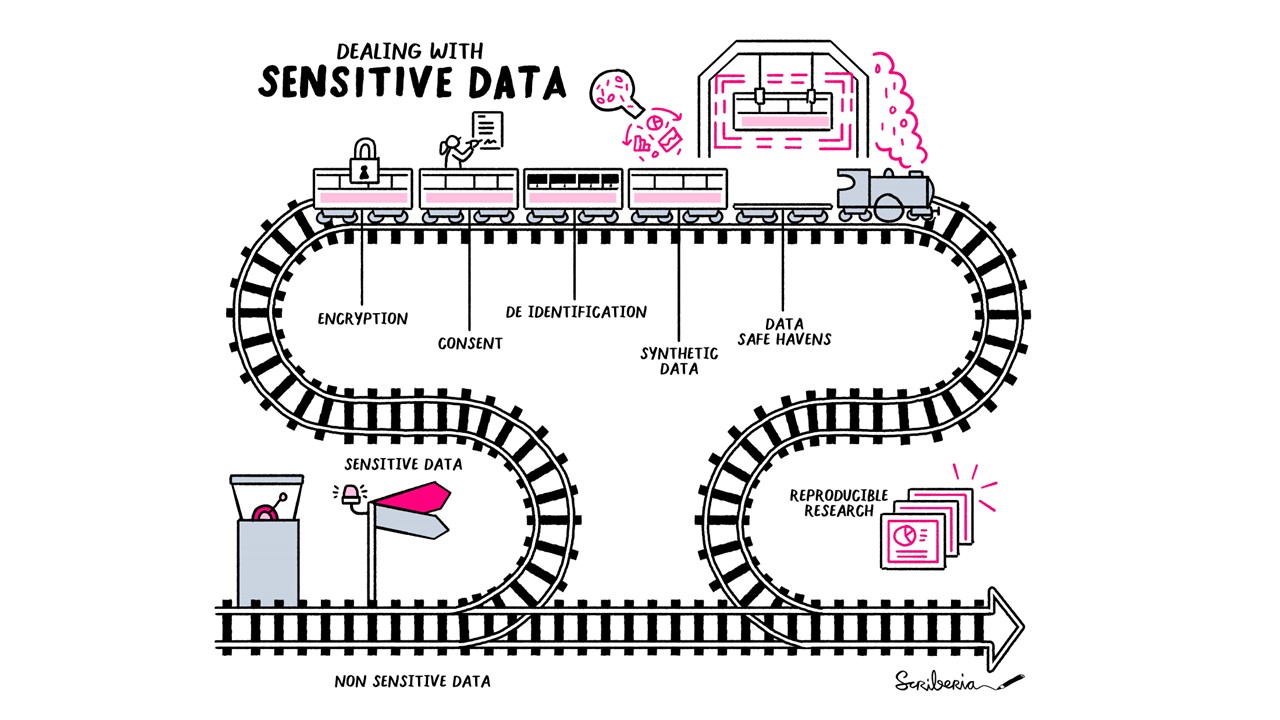 DEALING WITH
SENSITIVE DATA
ENCRYPTION
CONSENT
DE IDENTIFICATION
SYNTHETIC
DATA
DATA
SAFE HAVENS
SENSITIVE DATA
REPRODUCIBLE
RESEARCH
NON SENSITIVE DATA
Scriberia